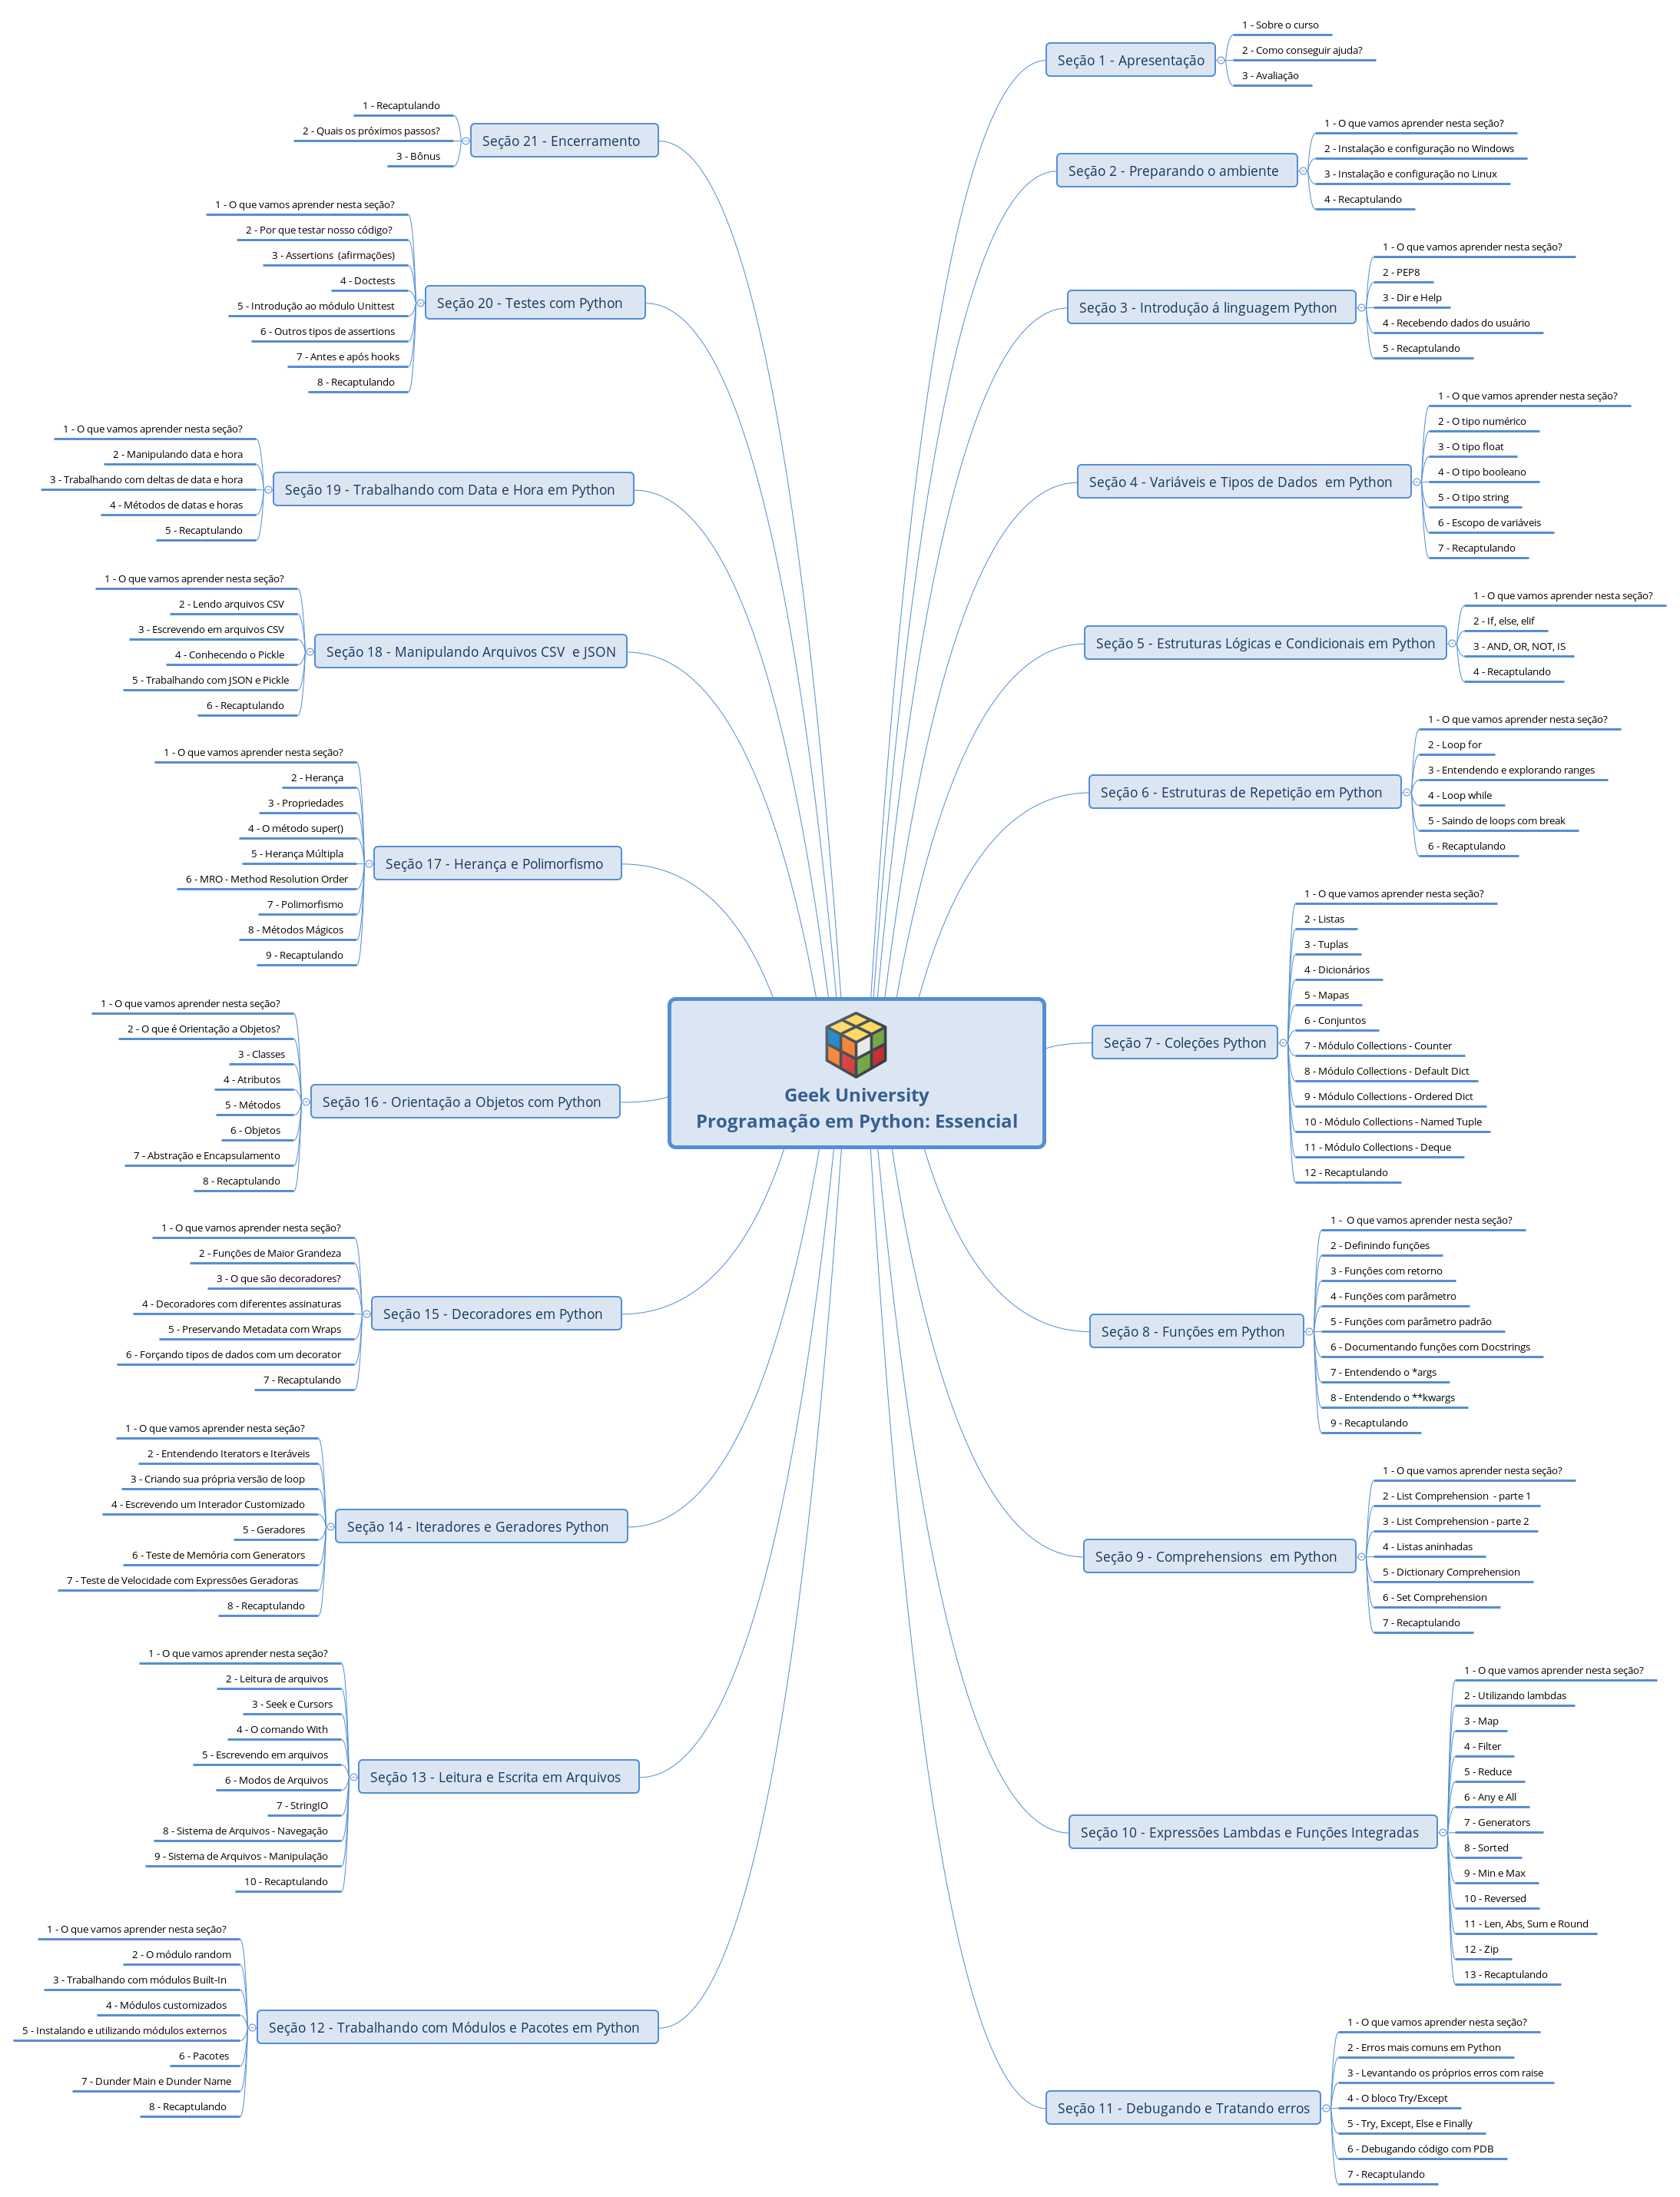 Geek University
Programação em Python: Essencial
Seção 1 - Apresentação
1 - Sobre o curso
2 - Como conseguir ajuda?
3 - Avaliação
Seção 2 - Preparando o ambiente
1 - O que vamos aprender nesta seção?
2 - Instalação e configuração no Windows
3 - Instalação e configuração no Linux
4 - Recaptulando
Seção 3 - Introdução á linguagem Python
1 - O que vamos aprender nesta seção?
2 - PEP8
3 - Dir e Help
4 - Recebendo dados do usuário
5 - Recaptulando
Seção 4 - Variáveis e Tipos de Dados em Python
1 - O que vamos aprender nesta seção?
2 - O tipo numérico
3 - O tipo float
4 - O tipo booleano
5 - O tipo string
6 - Escopo de variáveis
7 - Recaptulando
Seção 5 - Estruturas Lógicas e Condicionais em Python
1 - O que vamos aprender nesta seção?
2 - If, else, elif
3 - AND, OR, NOT, IS
4 - Recaptulando
Seção 6 - Estruturas de Repetição em Python
1 - O que vamos aprender nesta seção?
2 - Loop for
3 - Entendendo e explorando ranges
4 - Loop while
5 - Saindo de loops com break
6 - Recaptulando
Seção 7 - Coleções Python
1 - O que vamos aprender nesta seção?
2 - Listas
3 - Tuplas
4 - Dicionários
5 - Mapas
6 - Conjuntos
7 - Módulo Collections - Counter
8 - Módulo Collections - Default Dict
9 - Módulo Collections - Ordered Dict
10 - Módulo Collections - Named Tuple
11 - Módulo Collections - Deque
12 - Recaptulando
Seção 8 - Funções em Python
1 - O que vamos aprender nesta seção?
2 - Definindo funções
3 - Funções com retorno
4 - Funções com parâmetro
5 - Funções com parâmetro padrão
6 - Documentando funções com Docstrings
7 - Entendendo o *args
8 - Entendendo o **kwargs
9 - Recaptulando
Seção 9 - Comprehensions em Python
1 - O que vamos aprender nesta seção?
2 - List Comprehension - parte 1
3 - List Comprehension - parte 2
4 - Listas aninhadas
5 - Dictionary Comprehension
6 - Set Comprehension
7 - Recaptulando
Seção 10 - Expressões Lambdas e Funções Integradas
1 - O que vamos aprender nesta seção?
2 - Utilizando lambdas
3 - Map
4 - Filter
5 - Reduce
6 - Any e All
7 - Generators
8 - Sorted
9 - Min e Max
10 - Reversed
11 - Len, Abs, Sum e Round
12 - Zip
13 - Recaptulando
Seção 11 - Debugando e Tratando erros
1 - O que vamos aprender nesta seção?
2 - Erros mais comuns em Python
3 - Levantando os próprios erros com raise
4 - O bloco Try/Except
5 - Try, Except, Else e Finally
6 - Debugando código com PDB
7 - Recaptulando
Seção 12 - Trabalhando com Módulos e Pacotes em Python
1 - O que vamos aprender nesta seção?
2 - O módulo random
3 - Trabalhando com módulos Built-In
4 - Módulos customizados
5 - Instalando e utilizando módulos externos
6 - Pacotes
7 - Dunder Main e Dunder Name
8 - Recaptulando
Seção 13 - Leitura e Escrita em Arquivos
1 - O que vamos aprender nesta seção?
2 - Leitura de arquivos
3 - Seek e Cursors
4 - O comando With
5 - Escrevendo em arquivos
6 - Modos de Arquivos
7 - StringIO
8 - Sistema de Arquivos - Navegação
9 - Sistema de Arquivos - Manipulação
10 - Recaptulando
Seção 14 - Iteradores e Geradores Python
1 - O que vamos aprender nesta seção?
2 - Entendendo Iterators e Iteráveis
3 - Criando sua própria versão de loop
4 - Escrevendo um Interador Customizado
5 - Geradores
6 - Teste de Memória com Generators
7 - Teste de Velocidade com Expressões Geradoras
8 - Recaptulando
Seção 15 - Decoradores em Python
1 - O que vamos aprender nesta seção?
2 - Funções de Maior Grandeza
3 - O que são decoradores?
4 - Decoradores com diferentes assinaturas
5 - Preservando Metadata com Wraps
6 - Forçando tipos de dados com um decorator
7 - Recaptulando
Seção 16 - Orientação a Objetos com Python
1 - O que vamos aprender nesta seção?
2 - O que é Orientação a Objetos?
3 - Classes
4 - Atributos
5 - Métodos
6 - Objetos
7 - Abstração e Encapsulamento
8 - Recaptulando
Seção 17 - Herança e Polimorfismo
1 - O que vamos aprender nesta seção?
2 - Herança
3 - Propriedades
4 - O método super()
5 - Herança Múltipla
6 - MRO - Method Resolution Order
7 - Polimorfismo
8 - Métodos Mágicos
9 - Recaptulando
Seção 18 - Manipulando Arquivos CSV e JSON
1 - O que vamos aprender nesta seção?
2 - Lendo arquivos CSV
3 - Escrevendo em arquivos CSV
4 - Conhecendo o Pickle
5 - Trabalhando com JSON e Pickle
6 - Recaptulando
Seção 19 - Trabalhando com Data e Hora em Python
1 - O que vamos aprender nesta seção?
2 - Manipulando data e hora
3 - Trabalhando com deltas de data e hora
4 - Métodos de datas e horas
5 - Recaptulando
Seção 20 - Testes com Python
1 - O que vamos aprender nesta seção?
2 - Por que testar nosso código?
3 - Assertions (afirmações)
4 - Doctests
5 - Introdução ao módulo Unittest
6 - Outros tipos de assertions
7 - Antes e após hooks
8 - Recaptulando
Seção 21 - Encerramento
1 - Recaptulando
2 - Quais os próximos passos?
3 - Bônus